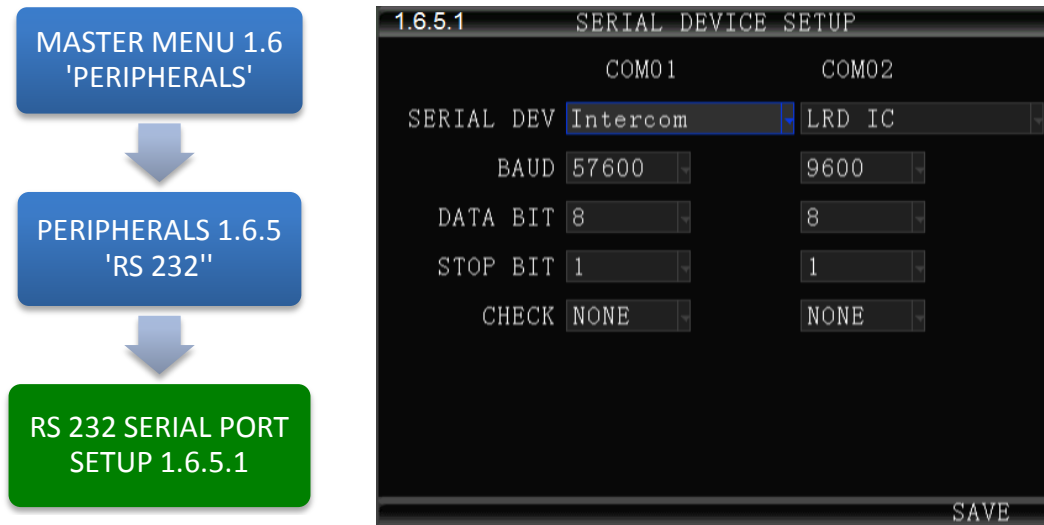 MASTER MENU 1.6
'PERIPHERALS'
PERIPHERALS 1.6.5
'RS 232''
RS 232 SERIAL PORT
SETUP 1.6.5.1
1.6.5.1 SERIAL DEVICE SETUP
COM01 COM02
SERIAL DEV Intercom LRD IC
BAUD 57600 9600
DATA BIT 8 8
STOP BIT 1 1
CHECK NONE NONE
SAVE